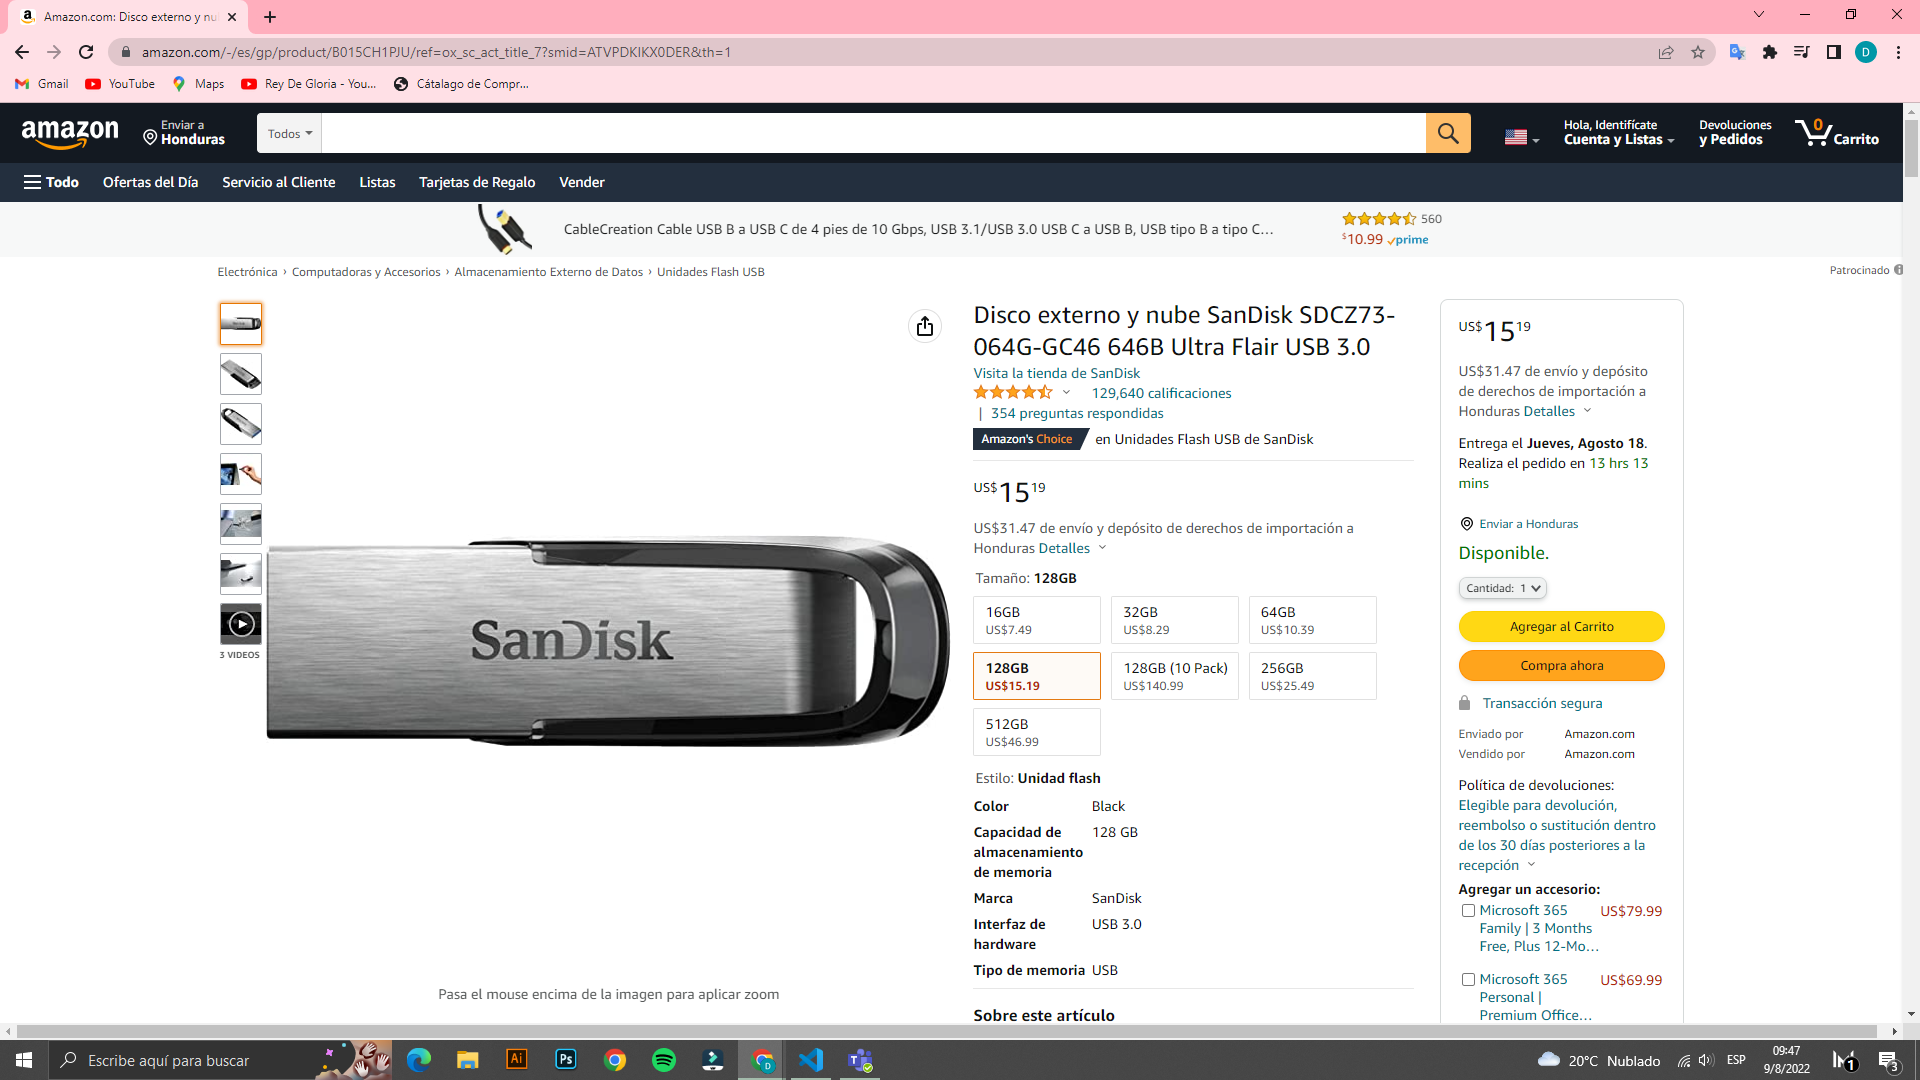 Amazon.com: Disco externo y nu
amazon.com/-/es/gp/product/B015CH1PJU/ref=ox_sc_act_title_7?smid=ATVPDKIKX0DER&th=1
D
Gmail
YouTube
Maps
Rey De Gloria - You...
Cátalago de Compr...
amazon
Enviar a
Honduras
Todos
Hola, Identifícate
Cuenta y Listas
Devoluciones
y Pedidos
0
Carrito
Todo
Ofertas del Día
Servicio al Cliente
Listas
Tarjetas de Regalo
Vender
CableCreation Cable USB B a USB C de 4 pies de 10 Gbps, USB 3.1/USB 3.0 USB C a USB B, USB tipo B a tipo C...
560
$10.99 prime
Electrónica › Computadoras y Accesorios › Almacenamiento Externo de Datos › Unidades Flash USB
Patrocinado
3 VIDEOS
SanDisk
Pasa el mouse encima de la imagen para aplicar zoom
Disco externo y nube SanDisk SDCZ73-
064G-GC46 646B Ultra Flair USB 3.0
Visita la tienda de SanDisk
129,640 calificaciones
| 354 preguntas respondidas
Amazon's Choice en Unidades Flash USB de SanDisk
US$15 19
US$31.47 de envío y depósito de derechos de importación a
Honduras Detalles
Tamaño: 128GB
16GB
US$7.49
32GB
US$8.29
64GB
US$10.39
128GB
US$15.19
128GB (10 Pack)
US$140.99
256GB
US$25.49
512GB
US$46.99
Estilo: Unidad flash
Color Black
Capacidad de 128 GB
almacenamiento
de memoria
Marca SanDisk
Interfaz de USB 3.0
hardware
Tipo de memoria USB
Sobre este artículo
US$15 19
US$31.47 de envío y depósito
de derechos de importación a
Honduras Detalles
Entrega el Jueves, Agosto 18.
Realiza el pedido en 13 hrs 13
mins
Enviar a Honduras
Disponible.
Cantidad: 1
Agregar al Carrito
Compra ahora
Transacción segura
Enviado por Amazon.com
Vendido por Amazon.com
Política de devoluciones:
Elegible para devolución,
reembolso o sustitución dentro
de los 30 días posteriores a la
recepción
Agregar un accesorio:
Microsoft 365 US$79.99
Family | 3 Months
Free, Plus 12-Mo...
Microsoft 365 US$69.99
Personal |
Premium Office...
Escribe aquí para buscar
Ai
Ps
D
20°C Nublado
ESP
09:47
9/8/2022
1
3